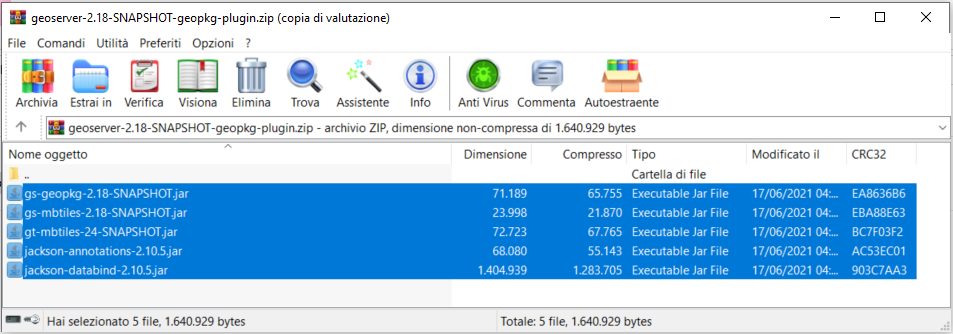 geoserver-2.18-SNAPSHOT-geopkg-plugin.zip (copia di valutazione)
File Comandi Utilità Preferiti Opzioni ?
Archivia Estrai in Verifica Visiona Elimina Trova Assistente Info Anti Virus Commenta Autoestraente
geoserver-2.18-SNAPSHOT-geopkg-plugin.zip - archivio ZIP, dimensione non-compressa di 1.640.929 bytes
Nome oggetto Dimensione Compresso Tipo Modificato il CRC32
.. Cartella di file
gs-geopkg-2.18-SNAPSHOT.jar 71.189 65.755 Executable Jar File 17/06/2021 04:... EA8636B6
gs-mbtiles-2.18-SNAPSHOT.jar 23.998 21.870 Executable Jar File 17/06/2021 04:... EBA88E63
gt-mbtiles-24-SNAPSHOT.jar 72.723 67.765 Executable Jar File 17/06/2021 04:... BC7F03F2
jackson-annotations-2.10.5.jar 68.080 55.143 Executable Jar File 17/06/2021 04:... AC53EC01
jackson-databind-2.10.5.jar 1.404.939 1.283.705 Executable Jar File 17/06/2021 04:... 903C7AA3
Hai selezionato 5 file, 1.640.929 bytes Totale: 5 file, 1.640.929 bytes